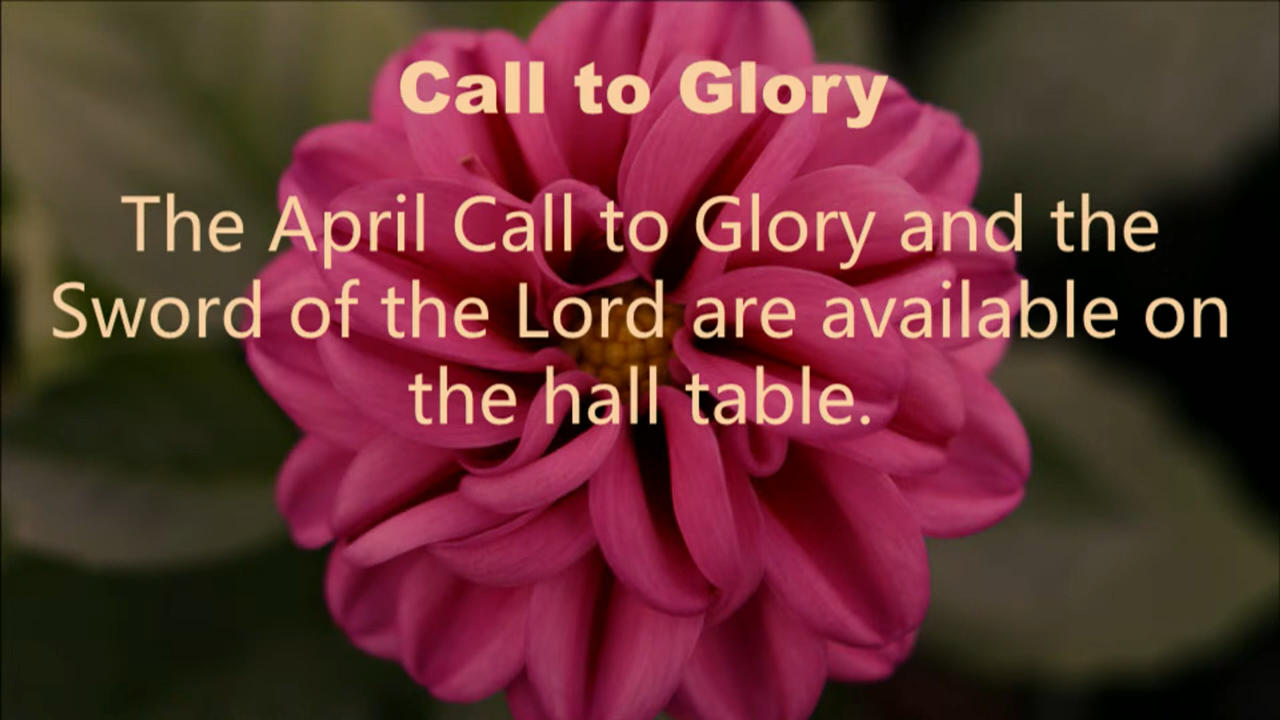 Call to Glory
The April Call to Glory and the
Sword of the Lord are available on
the hall table.